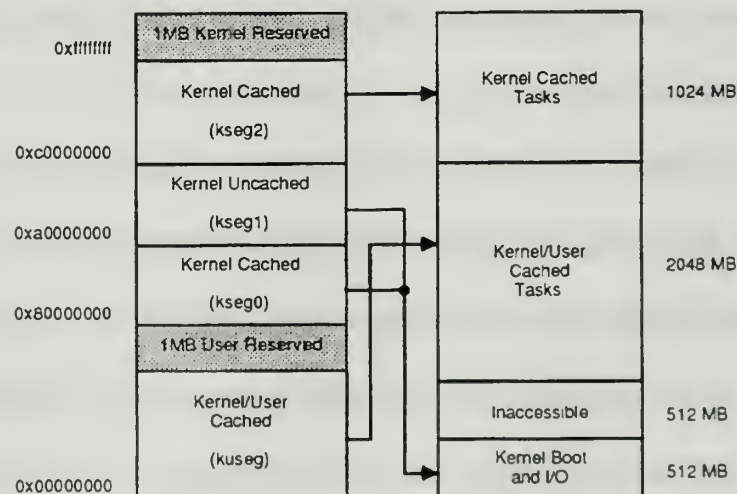 1MB Kernel Reserved
0xffffffff
Kernel Cached
(kseg2)
Kernel Cached
Tasks
1024 MB
0xc0000000
Kernel Uncached
(kseg1)
0xa0000000
Kernel Cached
(kseg0)
Kernel/User
Cached
Tasks
2048 MB
0x80000000
1MB User Reserved
Kernel/User
Cached
(kuseg)
Inaccessible
512 MB
Kernel Boot
and I/O
512 MB
0x00000000